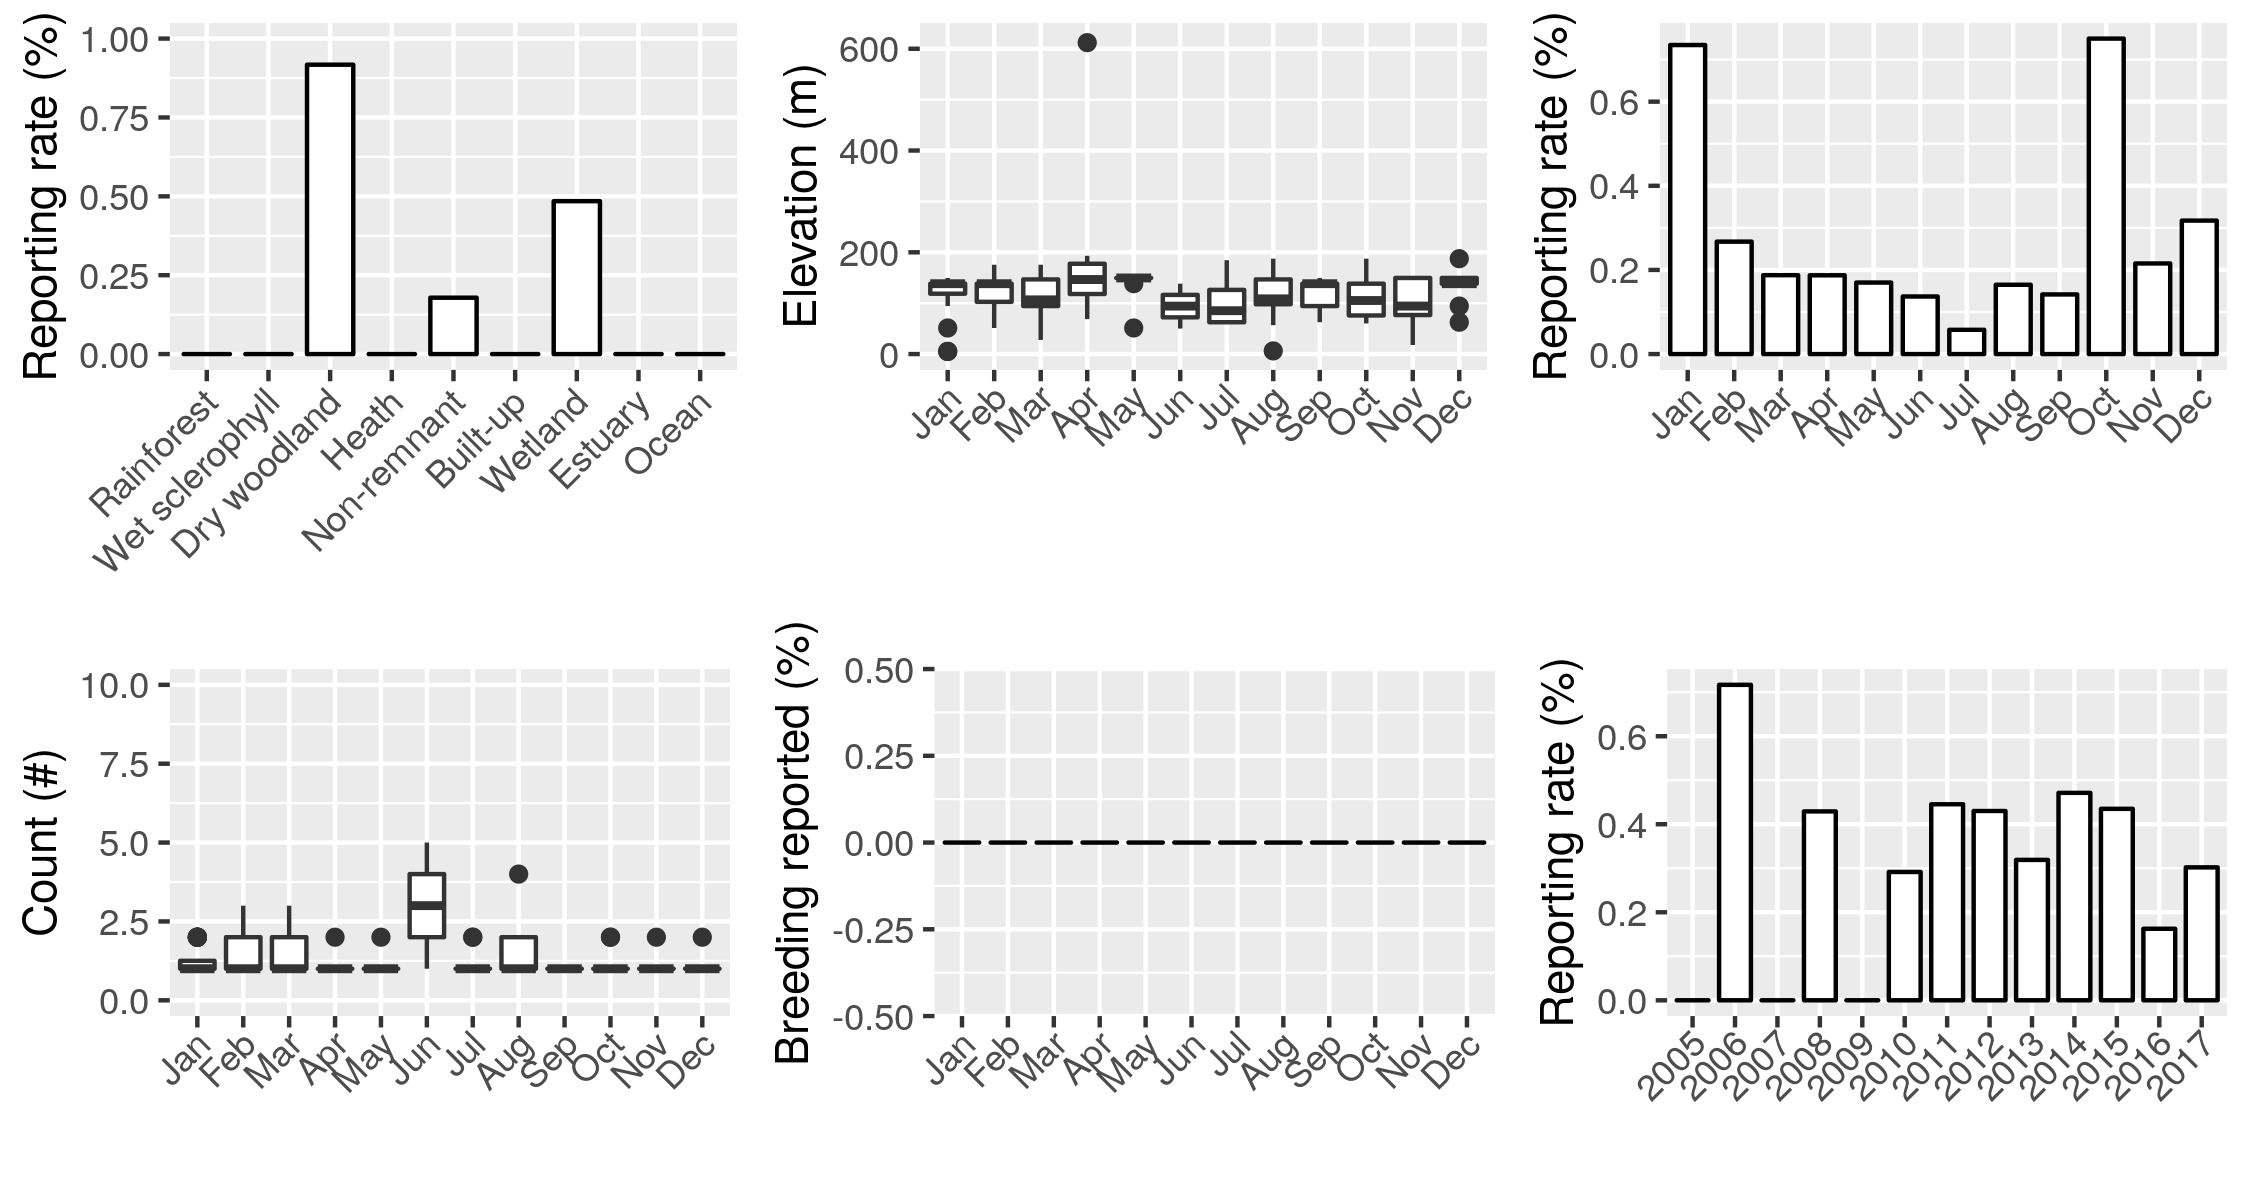 Reporting rate (%)
1.00
0.75
0.50
0.25
0.00
Rainforest
Wet sclerophyll
Dry woodland
Heath
Non-remnant
Built-up
Wetland
Estuary
Ocean
Elevation (m)
600
400
200
0
Jan
Feb
Mar
Apr
May
Jun
Jul
Aug
Sep
Oct
Nov
Dec
Reporting rate (%)
0.6
0.4
0.2
0.0
Jan
Feb
Mar
Apr
May
Jun
Jul
Aug
Sep
Oct
Nov
Dec
Count (#)
10.0
7.5
5.0
2.5
0.0
Jan
Feb
Mar
Apr
May
Jun
Jul
Aug
Sep
Oct
Nov
Dec
Breeding reported (%)
0.50
0.25
0.00
-0.25
-0.50
Jan
Feb
Mar
Apr
May
Jun
Jul
Aug
Sep
Oct
Nov
Dec
Reporting rate (%)
0.6
0.4
0.2
0.0
2005
2006
2007
2008
2009
2010
2011
2012
2013
2014
2015
2016
2017